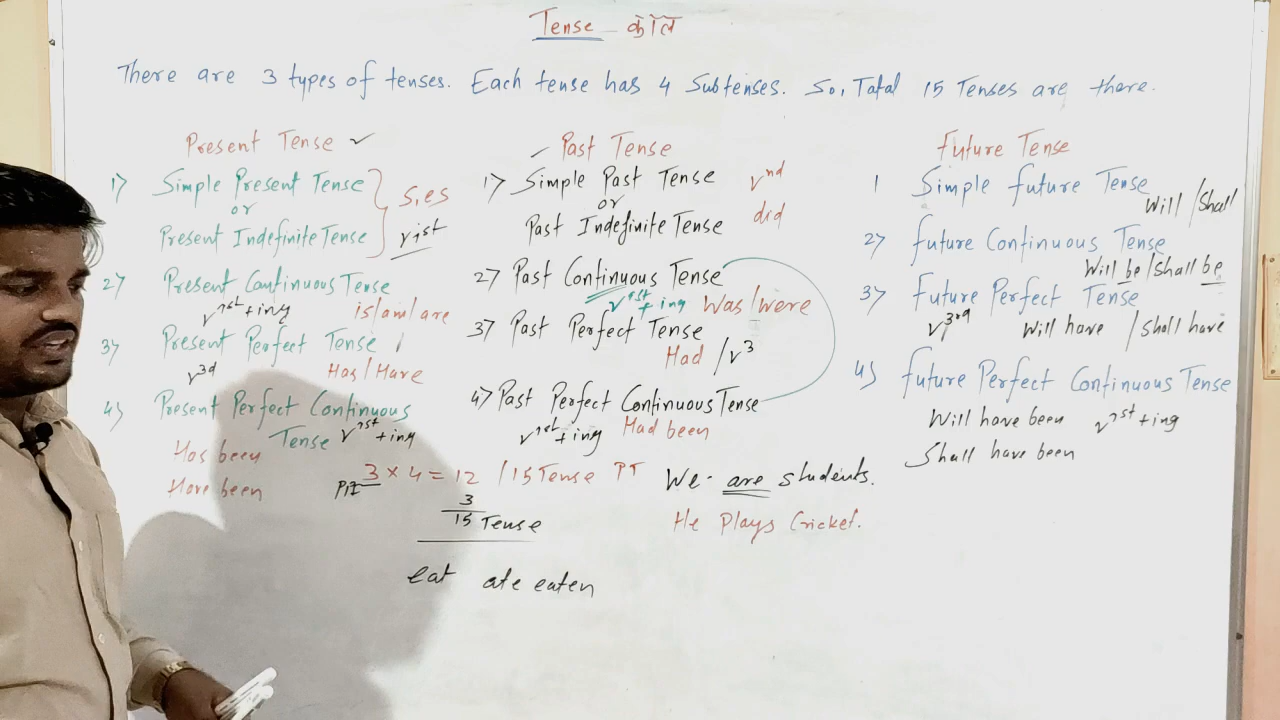 Tense काल
There are 3 types of tenses. Each tense has 4 Subtenses. So, Total 15 Tenses are there.
Present Tense ✓
1) Simple Present Tense
or
Present Indefinite Tense
S, es
V1st
2) Present Continuous Tense
V1st + ing is/am/are
3) Present Perfect Tense
V3d Has/Have
4) Present Perfect Continuous
Tense V1st + ing
Has been
Have been
Past Tense
1) Simple Past Tense
or
Past Indefinite Tense
Vnd
did
2) Past Continuous Tense
V1st + ing Was/were
3) Past Perfect Tense
Had / V3
4) Past Perfect Continuous Tense
V1st + ing Had been
Future Tense
1 Simple future Tense
Will / Shall
2) future Continuous Tense
Will be / Shall be
3) Future Perfect Tense
V3rd Will have / Shall have
4) future Perfect Continuous Tense
Will have been V1st + ing
Shall have been
3 × 4 = 12 / 15 Tense PT
3
15 Tense
eat ate eaten
We are students.
He Plays Cricket.